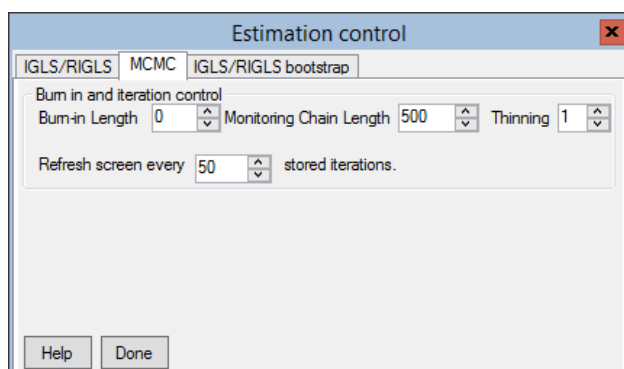 Estimation control
IGLS/RIGLS MCMC IGLS/RIGLS bootstrap
Burn in and iteration control
Burn-in Length 0 Monitoring Chain Length 500 Thinning 1
Refresh screen every 50 stored iterations.
Help Done